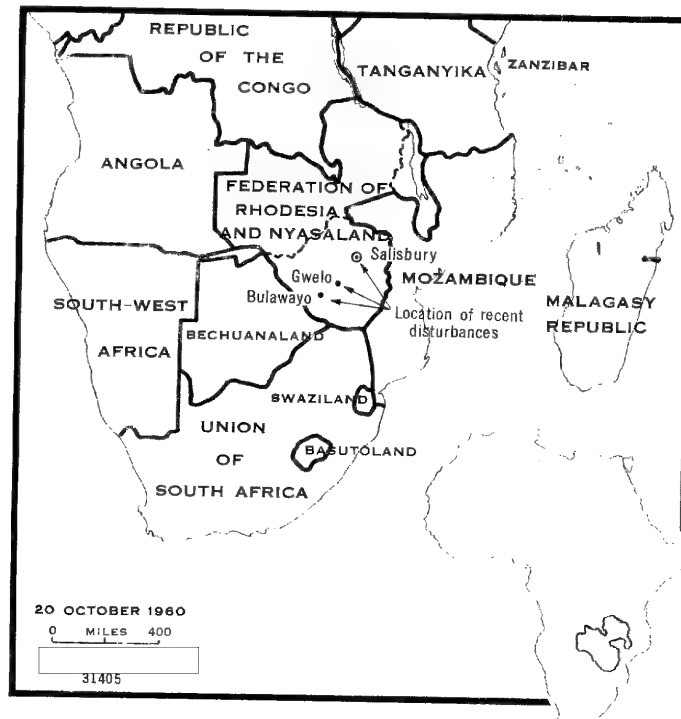 REPUBLIC
OF THE
CONGO
TANGANYIKA
ZANZIBAR
ANGOLA
FEDERATION OF
RHODESIA
AND NYASALAND
Salisbury
Gwelo
Bulawayo
MOZAMBIQUE
Location of recent
disturbances
MALAGASY
REPUBLIC
SOUTH-WEST
AFRICA
BECHUANALAND
SWAZILAND
UNION
OF
SOUTH AFRICA
BASUTOLAND
20 OCTOBER 1960
0 MILES 400
31405